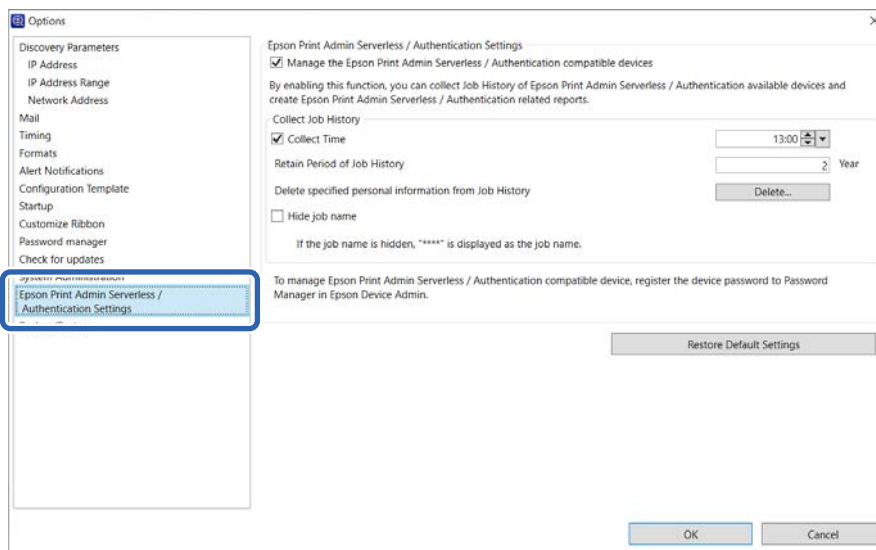 Options
Discovery Parameters
IP Address
IP Address Range
Network Address
Mail
Timing
Formats
Alert Notifications
Configuration Template
Startup
Customize Ribbon
Password manager
Check for updates
System Administration
Epson Print Admin Serverless /
Authentication Settings
Epson Print Admin Serverless / Authentication Settings
Manage the Epson Print Admin Serverless / Authentication compatible devices
By enabling this function, you can collect Job History of Epson Print Admin Serverless / Authentication available devices and
create Epson Print Admin Serverless / Authentication related reports.
Collect Job History
Collect Time 13:00
Retain Period of Job History 2 Year
Delete specified personal information from Job History Delete...
Hide job name
If the job name is hidden, "****" is displayed as the job name.
To manage Epson Print Admin Serverless / Authentication compatible device, register the device password to Password
Manager in Epson Device Admin.
Restore Default Settings
OK Cancel